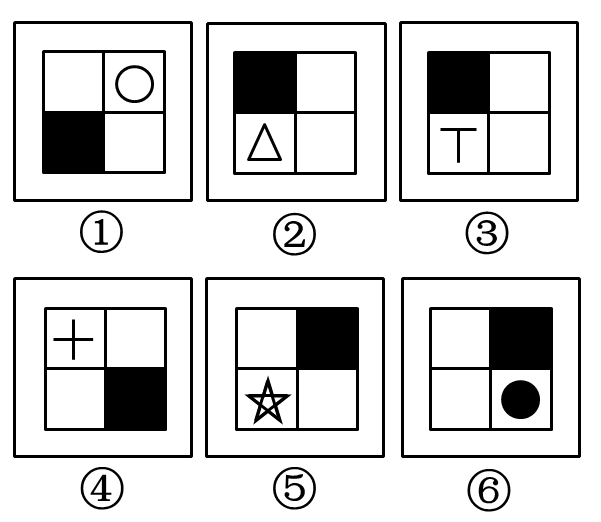 ① ② ③
④ ⑤ ⑥